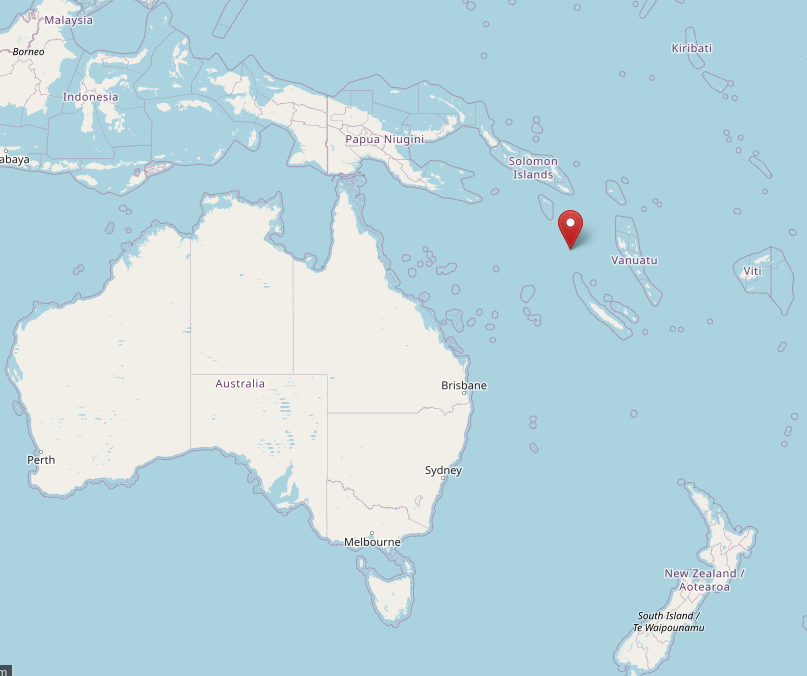 Malaysia
Kiribati
Borneo
Indonesia
Papua Niugini
abaya
Solomon
Islands
Vanuatu
Viti
Australia
Brisbane
Perth
Sydney
Melbourne
New Zealand /
Aotearoa
South Island /
Te Waipounamu
m